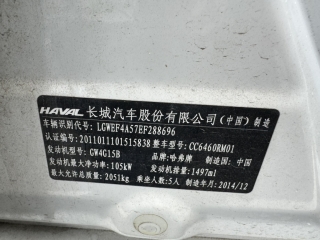 HAVAL 长城汽车股份有限公司(中国)制造
车辆识别代号: LGWEF4A57EF288696
认证编号: 2011011101515838 整车型号: CC6460RM01
发动机型号: GW4G15B 品牌: 哈弗牌 制造国: 中国
发动机最大净功率: 105kW 发动机排量: 1497ml
最大允许总质量: 2051kg 乘坐人数: 5人 制造年月: 2014/12